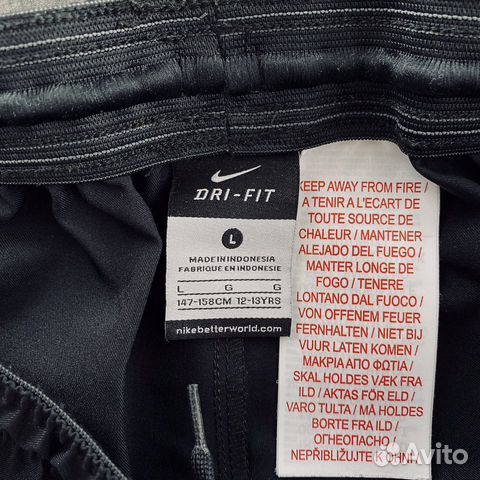 DRI-FIT
L
MADE IN INDONESIA
FABRIQUE EN INDONESIE
L G G
147-158CM 12-13YRS
nikebetterworld.com
KEEP AWAY FROM FIRE /
A TENIR A L'ECART DE
TOUTE SOURCE DE
CHALEUR / MANTENER
ALEJADO DEL FUEGO /
MANTER LONGE DE
FOGO / TENERE
LONTANO DAL FUOCO /
VON OFFENEM FEUER
FERNHALTEN / NIET BIJ
VUUR LATEN KOMEN /
ΜΑΚΡΙΑ ΑΠΟ ΦΩΤΙΑ /
SKAL HOLDES VÆK FRA
ILD / AKTAS FÖR ELD /
VARO TULTA / MÅ HOLDES
UNNA ILD /
ОГНЕОПАСНО /
NEPŘIBLIŽUJTE K OHNI
Avito